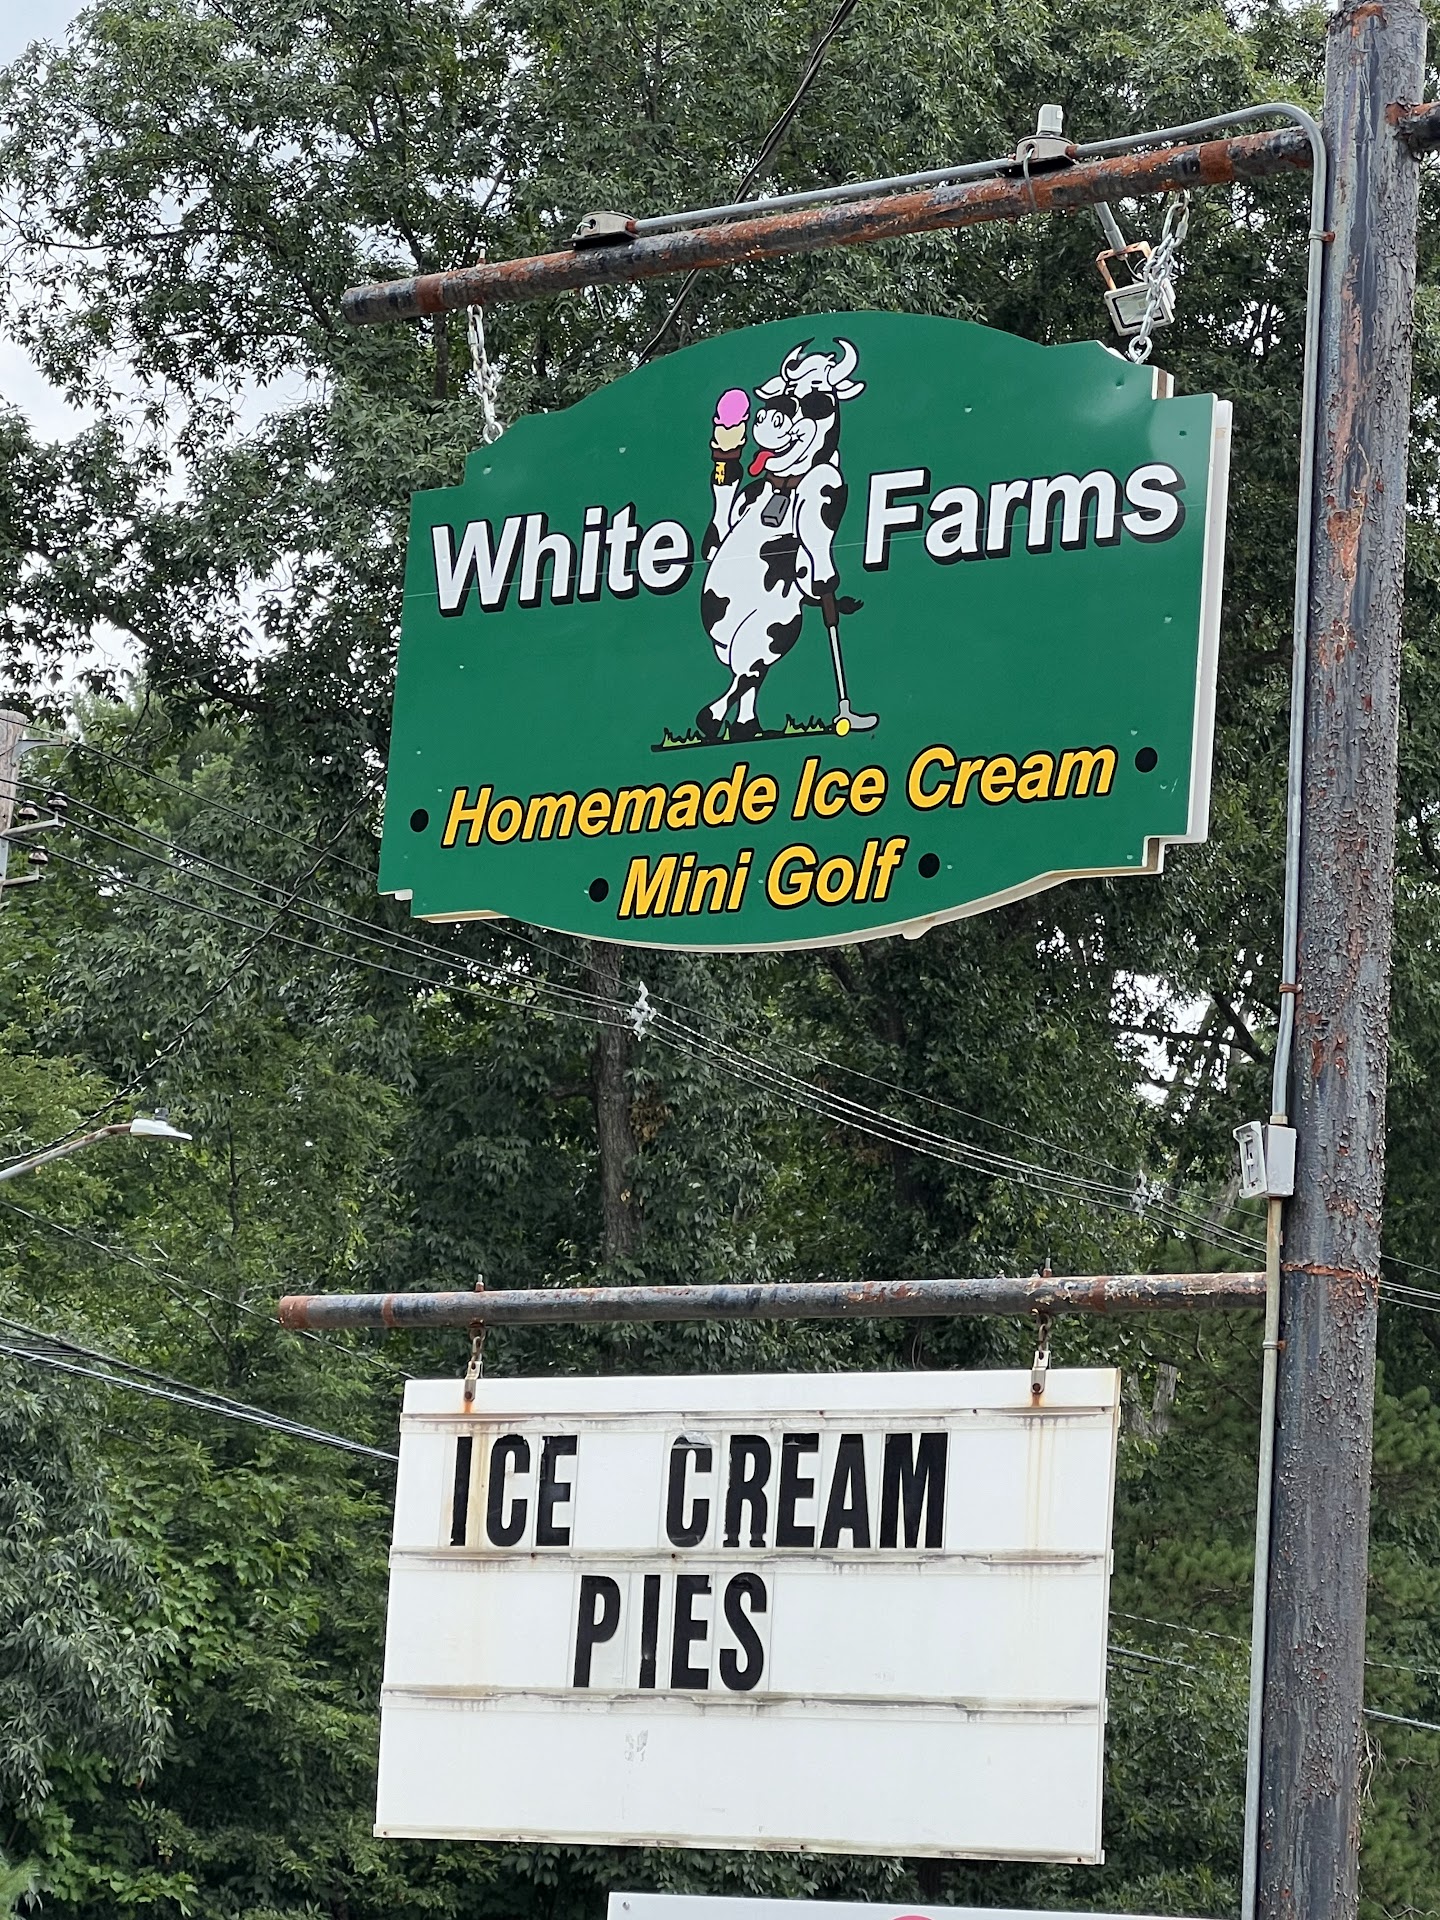 White Farms
• Homemade Ice Cream •
• Mini Golf •
ICE CREAM
PIES